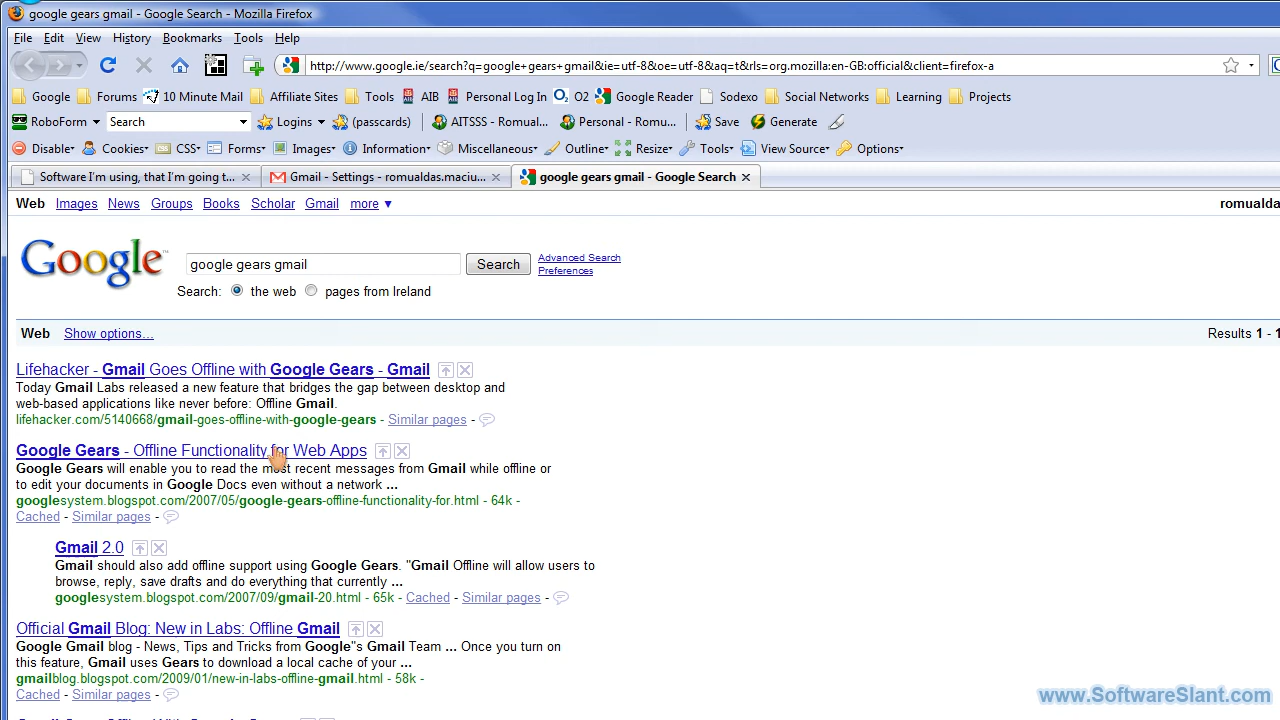 google gears gmail - Google Search - Mozilla Firefox
File Edit View History Bookmarks Tools Help
http://www.google.ie/search?q=google+gears+gmail&ie=utf-8&oe=utf-8&aq=t&rls=org.mozilla:en-GB:official&client=firefox-a
Google Forums 10 Minute Mail Affiliate Sites Tools AIB Personal Log In O2 Google Reader Sodexo Social Networks Learning Projects
RoboForm Search Logins (passcards) AITSSS - Romual... Personal - Romu... Save Generate
Disable Cookies CSS Forms Images Information Miscellaneous Outline Resize Tools View Source Options
Software I'm using, that I'm going t... Gmail - Settings - romualdas.maciu... google gears gmail - Google Search
Web Images News Groups Books Scholar Gmail more ▼ romualda
Google™ google gears gmail Search Advanced Search
Preferences
Search: the web pages from Ireland
Web Show options... Results 1 - 1
Lifehacker - Gmail Goes Offline with Google Gears - Gmail
Today Gmail Labs released a new feature that bridges the gap between desktop and
web-based applications like never before: Offline Gmail.
lifehacker.com/5140668/gmail-goes-offline-with-google-gears - Similar pages -
Google Gears - Offline Functionality for Web Apps
Google Gears will enable you to read the most recent messages from Gmail while offline or
to edit your documents in Google Docs even without a network ...
googlesystem.blogspot.com/2007/05/google-gears-offline-functionality-for.html - 64k -
Cached - Similar pages -
Gmail 2.0
Gmail should also add offline support using Google Gears. "Gmail Offline will allow users to
browse, reply, save drafts and do everything that currently ...
googlesystem.blogspot.com/2007/09/gmail-20.html - 65k - Cached - Similar pages -
Official Gmail Blog: New in Labs: Offline Gmail
Google Gmail blog - News, Tips and Tricks from Google"s Gmail Team ... Once you turn on
this feature, Gmail uses Gears to download a local cache of your ...
gmailblog.blogspot.com/2009/01/new-in-labs-offline-gmail.html - 58k -
Cached - Similar pages -
www.SoftwareSlant.com